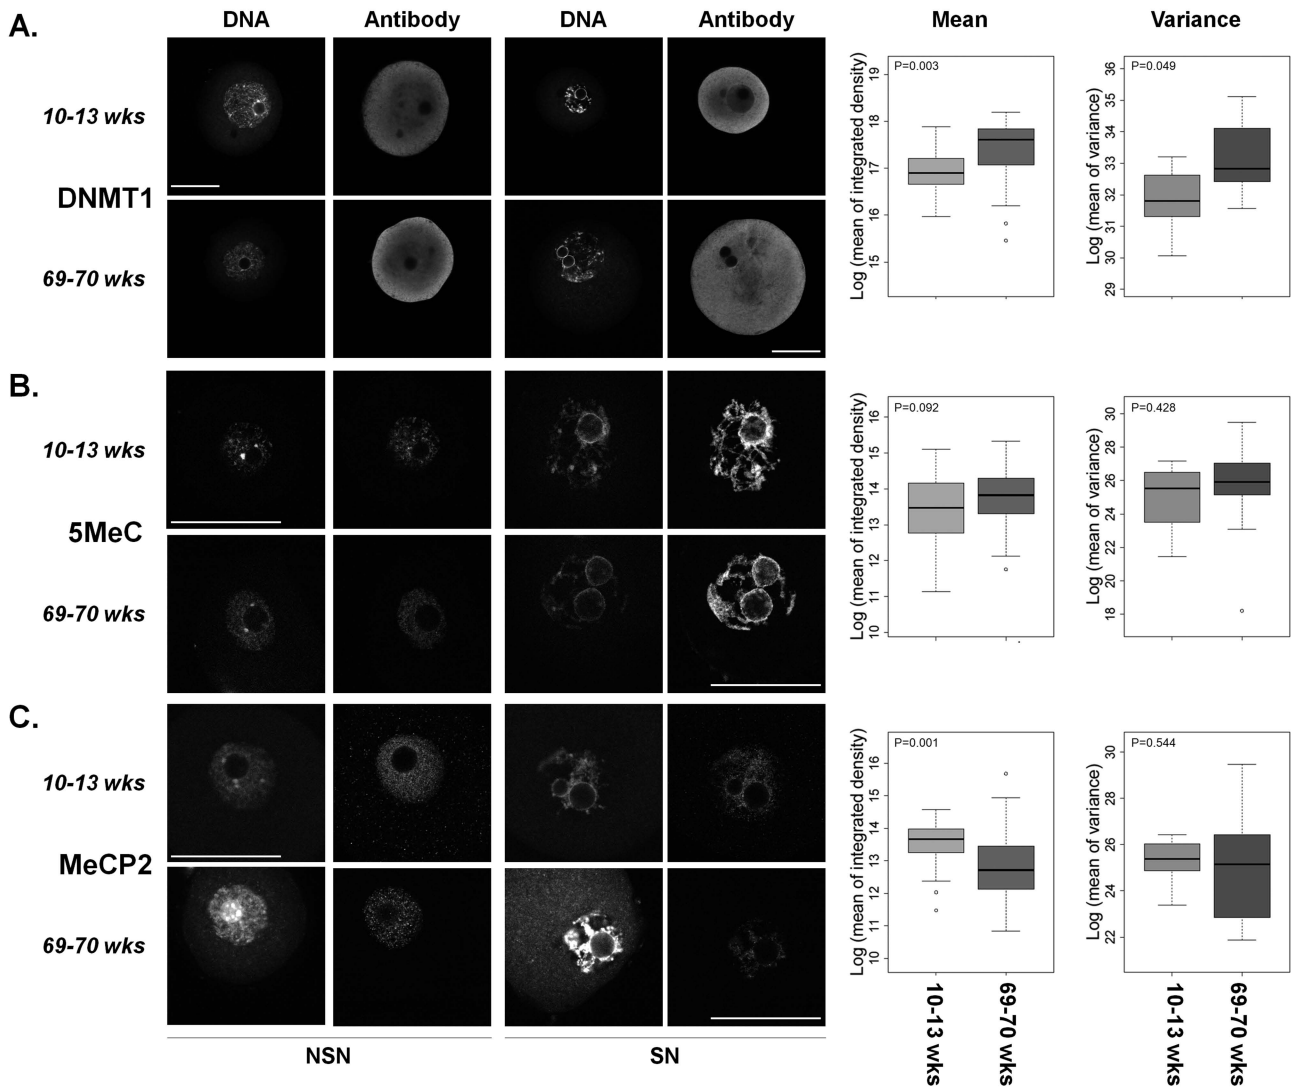 A.
DNA
Antibody
DNA
Antibody
Mean
Variance
10-13 wks
DNMT1
69-70 wks
P=0.003
Log (mean of integrated density)
19
18
17
16
15
P=0.049
Log (mean of variance)
36
35
34
33
32
31
30
29
B.
10-13 wks
5MeC
69-70 wks
P=0.092
Log (mean of integrated density)
16
15
14
13
12
11
10
P=0.428
Log (mean of variance)
30
28
26
24
22
20
18
C.
10-13 wks
MeCP2
69-70 wks
P=0.001
Log (mean of integrated density)
16
15
14
13
12
11
10
P=0.544
Log (mean of variance)
30
28
26
24
22
10-13 wks
69-70 wks
10-13 wks
69-70 wks
NSN
SN